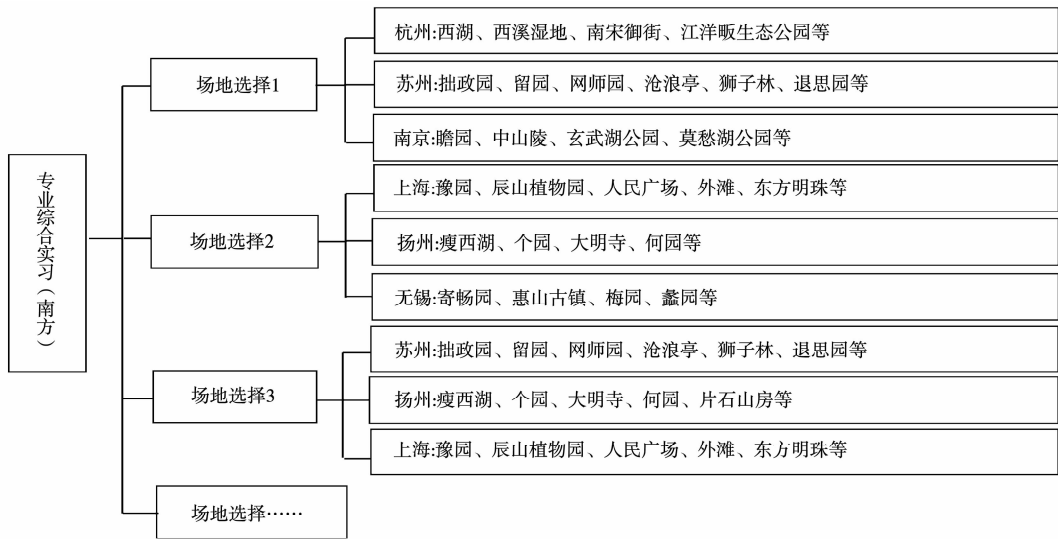 专业综合实习(南方)
场地选择1
杭州:西湖、西溪湿地、南宋御街、江洋畈生态公园等
苏州:拙政园、留园、网师园、沧浪亭、狮子林、退思园等
南京:瞻园、中山陵、玄武湖公园、莫愁湖公园等
场地选择2
上海:豫园、辰山植物园、人民广场、外滩、东方明珠等
扬州:瘦西湖、个园、大明寺、何园等
无锡:寄畅园、惠山古镇、梅园、蠡园等
场地选择3
苏州:拙政园、留园、网师园、沧浪亭、狮子林、退思园等
扬州:瘦西湖、个园、大明寺、何园、片石山房等
上海:豫园、辰山植物园、人民广场、外滩、东方明珠等
场地选择……